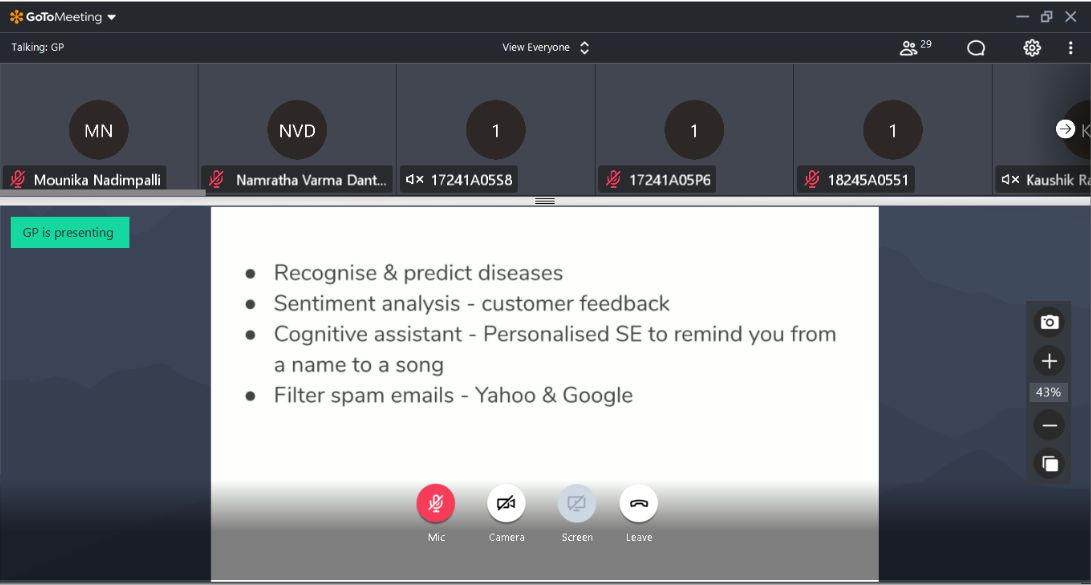 GoToMeeting
Talking: GP
View Everyone
29
MN
NVD
1
1
1
K
Mounika Nadimpalli
Namratha Varma Dant...
17241A05S8
17241A05P6
18245A0551
Kaushik Ra
GP is presenting
● Recognise & predict diseases
● Sentiment analysis - customer feedback
● Cognitive assistant - Personalised SE to remind you from
a name to a song
● Filter spam emails - Yahoo & Google
43%
Mic
Camera
Screen
Leave